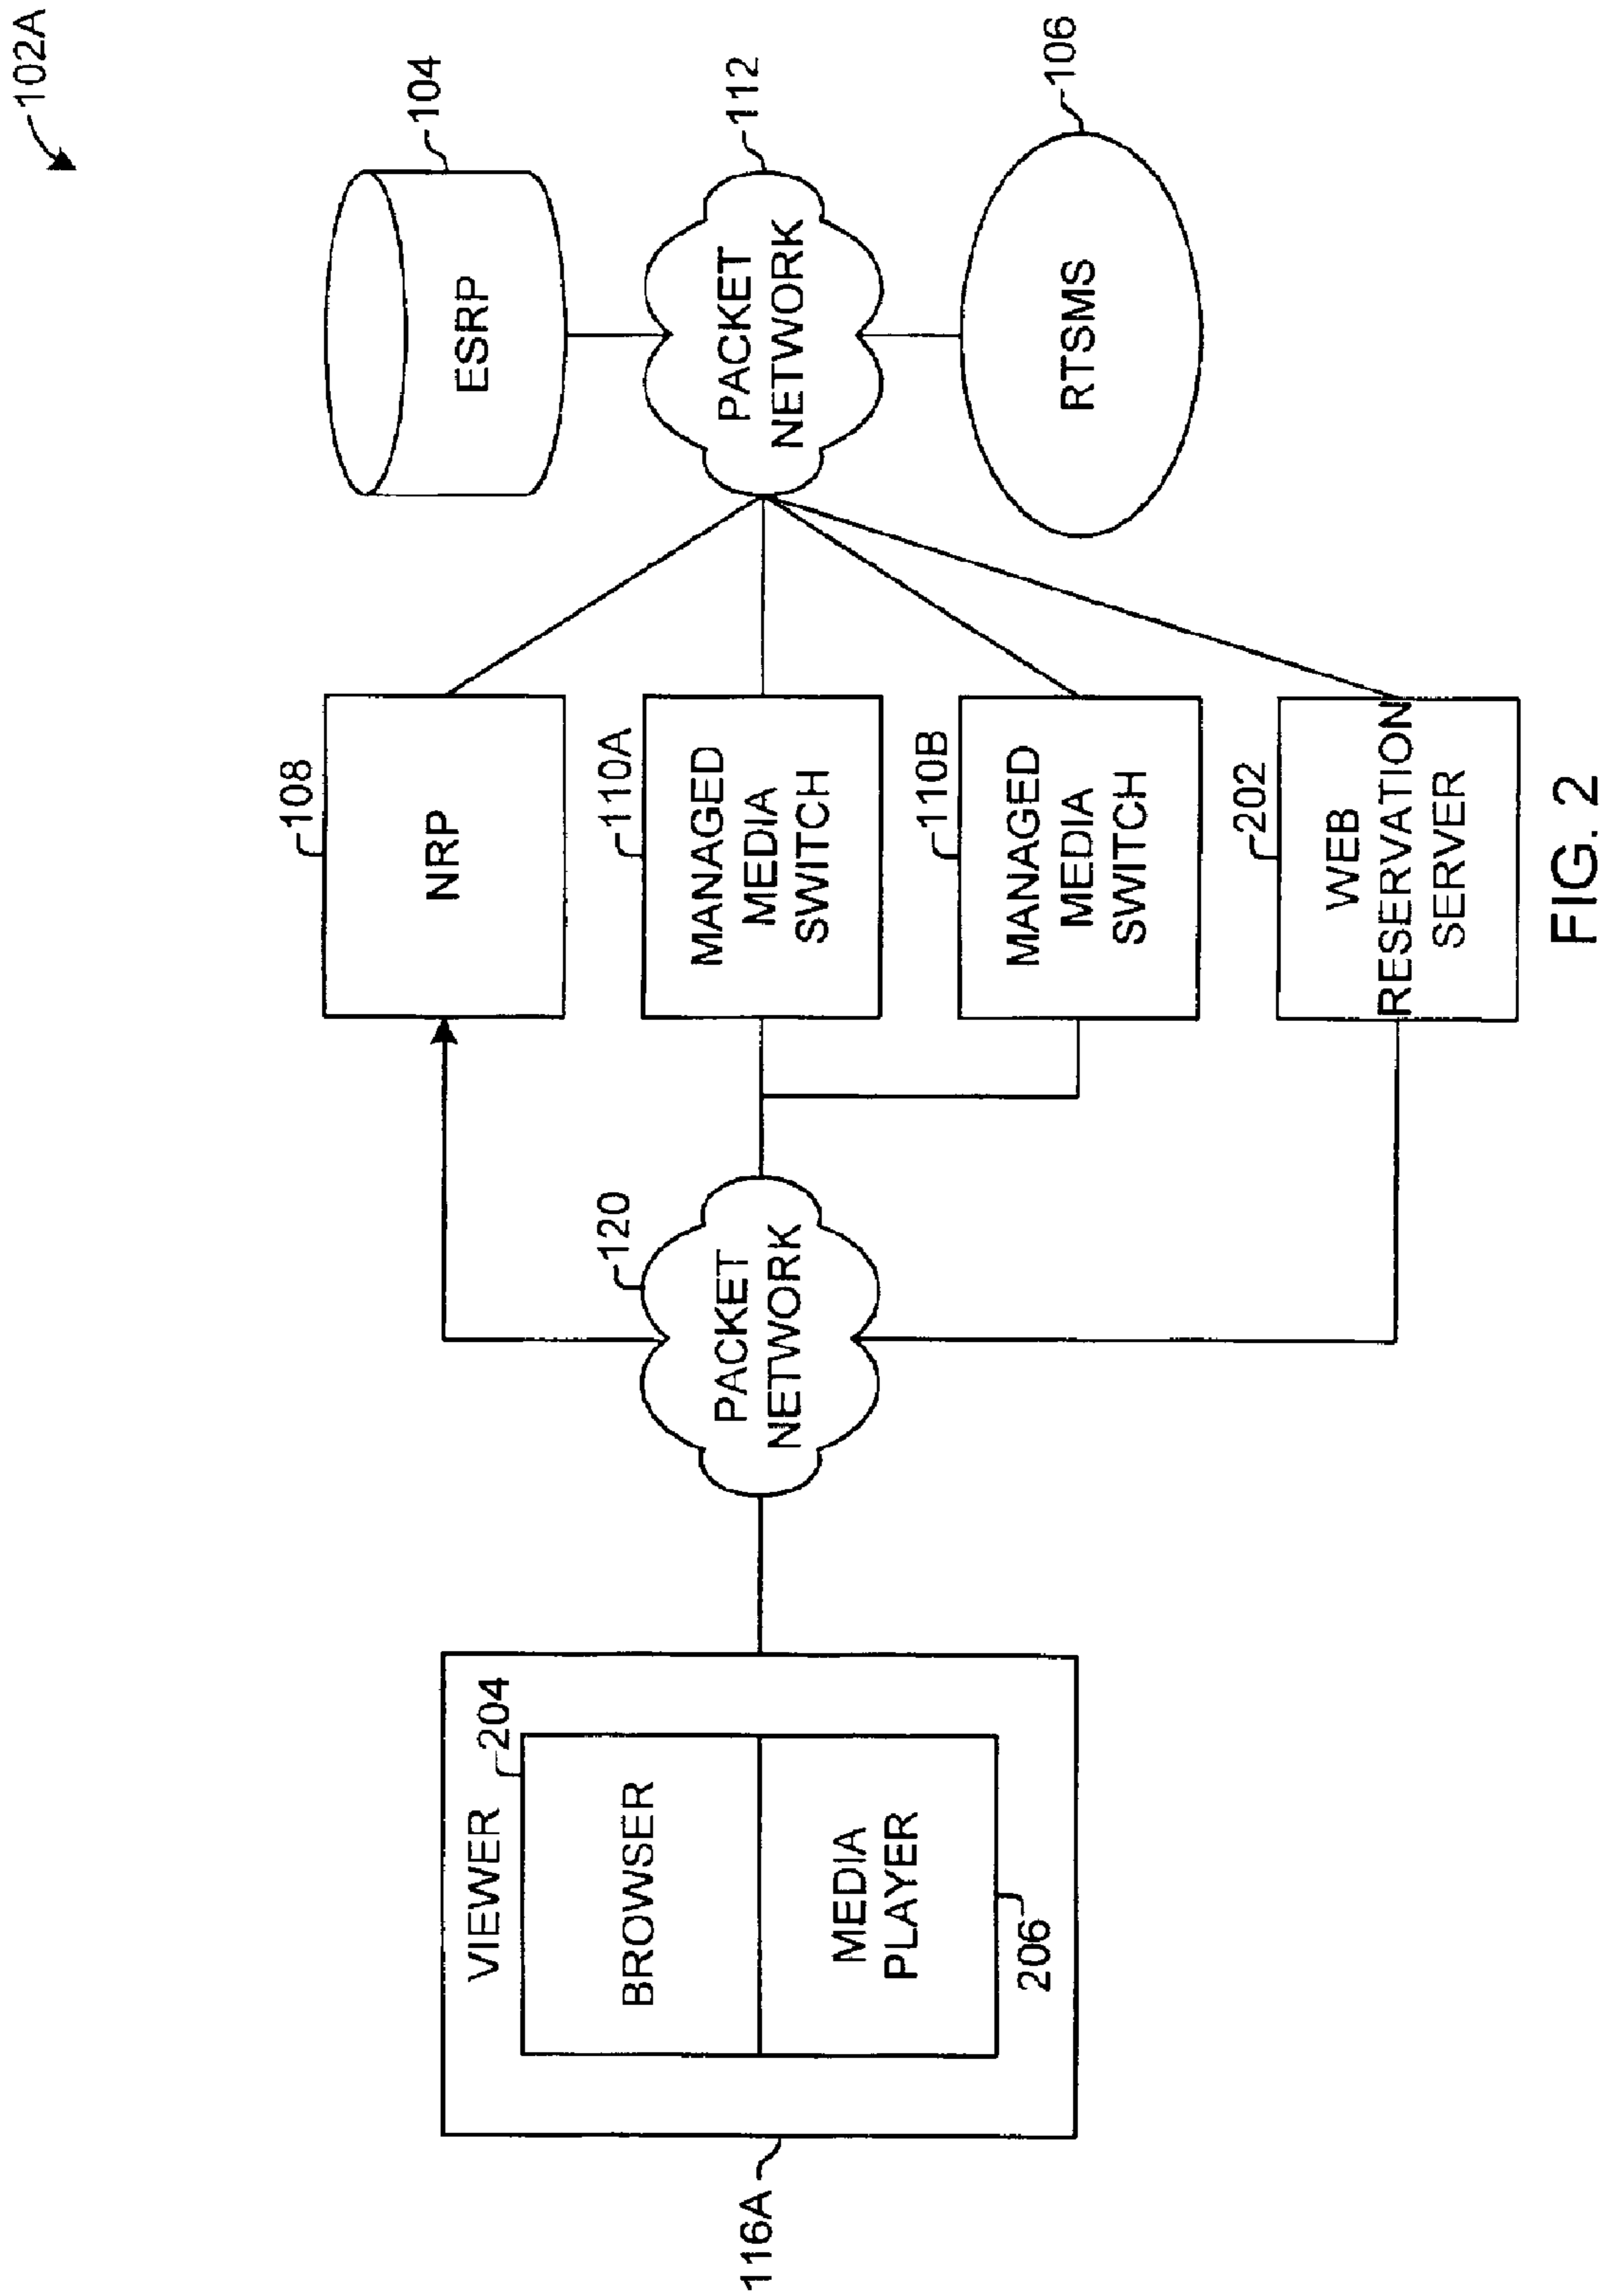 102A
116A
VIEWER
204
BROWSER
MEDIA
PLAYER
206
120
PACKET
NETWORK
108
NRP
110A
MANAGED
MEDIA
SWITCH
110B
MANAGED
MEDIA
SWITCH
202
WEB
RESERVATION
SERVER
104
ESRP
112
PACKET
NETWORK
106
RTSMS
FIG. 2